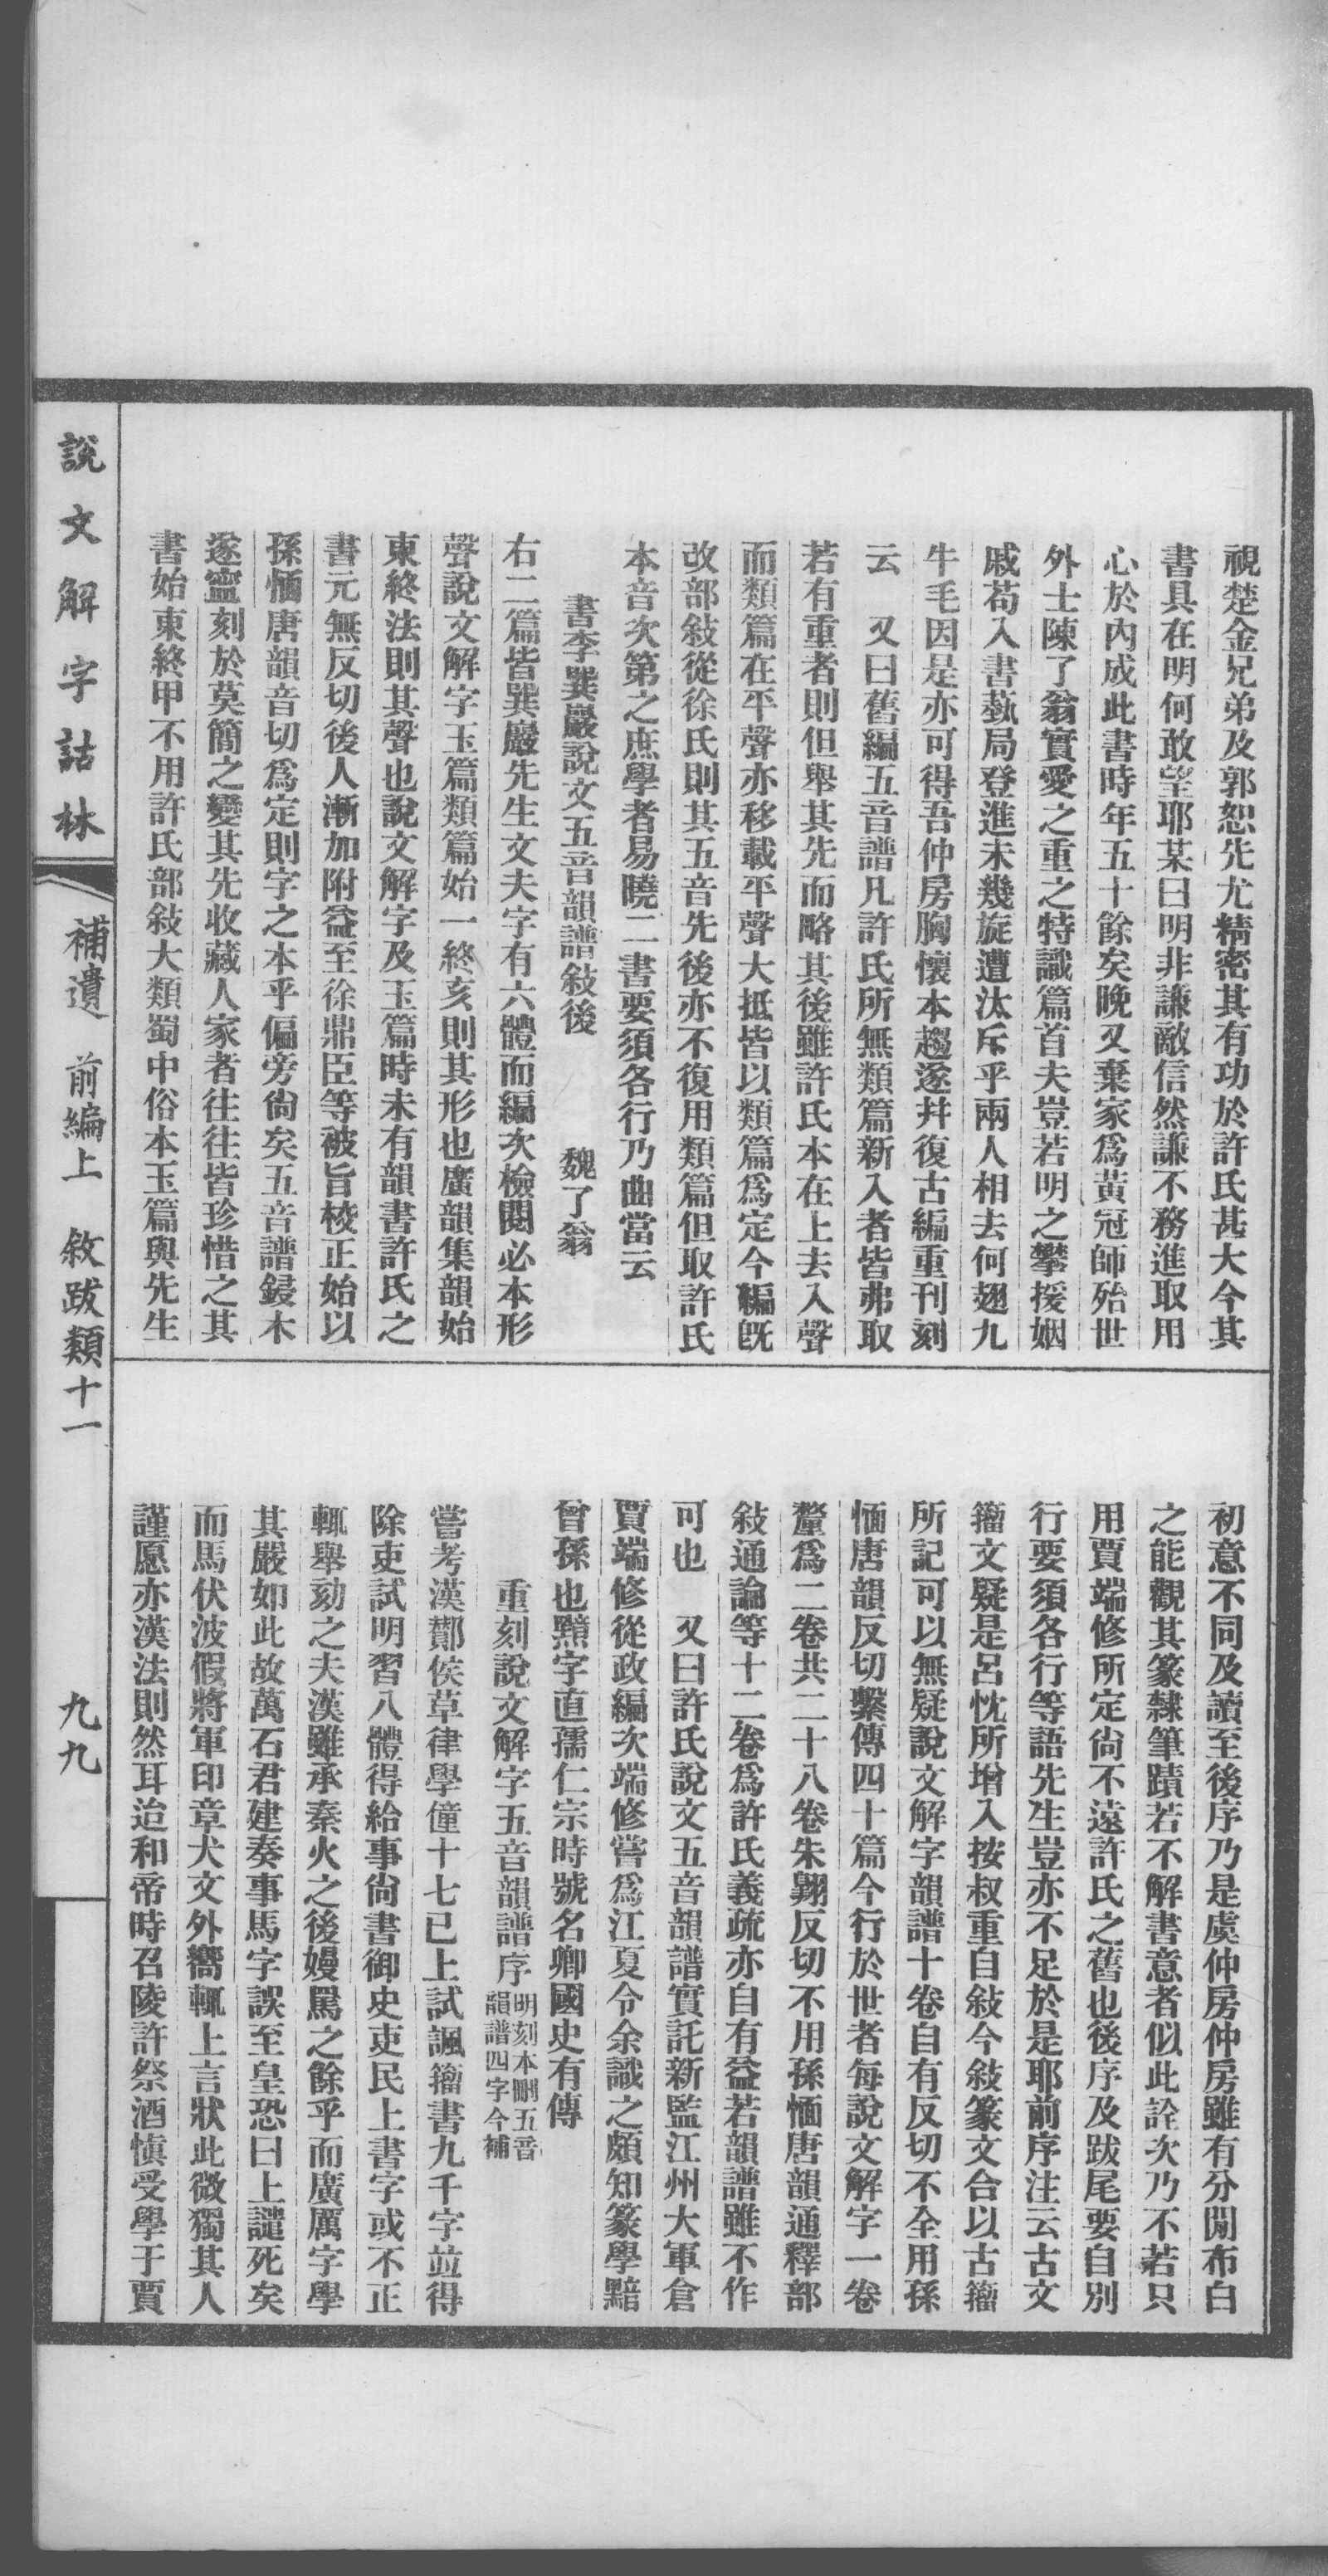 視楚金兄弟及郭恕先尤精密其有功於許氏甚大今其
書具在明何敢望耶某曰明非謙敵信然謙不務進取用
心於內成此書時年五十餘矣晚又棄家爲黃冠師殆世
外士陳了翁實愛之重之特識篇首夫豈若明之攀援姻
戚苟入書藝局登進未幾旋遭汰斥乎兩人相去何翅九
牛毛因是亦可得吾仲房胸懷本趨遂幷復古編重刊刻
云　又曰舊編五音譜凡許氏所無類篇新入者皆弗取
若有重者則但舉其先而略其後雖許氏本在上去入聲
而類篇在平聲亦移載平聲大抵皆以類篇爲定今編旣
改部敍從徐氏則其五音先後亦不復用類篇但取許氏
本音次第之庶學者易曉二書要須各行乃曲當云
書李巽巖說文五音韻譜敍後　魏了翁
右二篇皆巽巖先生文夫字有六體而編次檢閱必本形
聲說文解字玉篇類篇始一終亥則其形也廣韻集韻始
東終法則其聲也說文解字及玉篇時未有韻書許氏之
書元無反切後人漸加附益至徐鼎臣等被旨校正始以
孫愐唐韻音切爲定則字之本乎偏旁尙矣五音譜鋟木
遂寧刻於莫簡之變其先收藏人家者往往皆珍惜之其
書始東終甲不用許氏部敍大類蜀中俗本玉篇與先生
初意不同及讀至後序乃是虞仲房仲房雖有分閒布白
之能觀其篆隸筆蹟若不解書意者似此詮次乃不若只
用賈端修所定尙不遠許氏之舊也後序及跋尾要自別
行要須各行等語先生豈亦不足於是耶前序注云古文
籀文疑是呂忱所增入按叔重自敍今敍篆文合以古籀
所記可以無疑說文解字韻譜十卷自有反切不全用孫
愐唐韻反切繫傳四十篇今行於世者每說文解字一卷
釐爲二卷共二十八卷朱翺反切不用孫愐唐韻通釋部
敍通論等十二卷爲許氏義疏亦自有益若韻譜雖不作
可也　又曰許氏說文五音韻譜實託新監江州大軍倉
賈端修從政編次端修嘗爲江夏令余識之頗知篆學黯
曾孫也黯字直孺仁宗時號名卿國史有傳
重刻說文解字五音韻譜序明刻本刪五音韻譜四字今補
嘗考漢酇侯草律學僮十七已上試諷籀書九千字竝得
除吏試明習八體得給事尙書御史吏民上書字或不正
輒舉劾之夫漢雖承秦火之後嫚罵之餘乎而廣厲字學
其嚴如此故萬石君建奏事馬字誤至皇恐曰上譴死矣
而馬伏波假將軍印章犬文外嚮輒上言狀此微獨其人
謹愿亦漢法則然耳迨和帝時召陵許祭酒愼受學于賈
說文解字詁林　補遺　前編上　敘跋類十一　九九